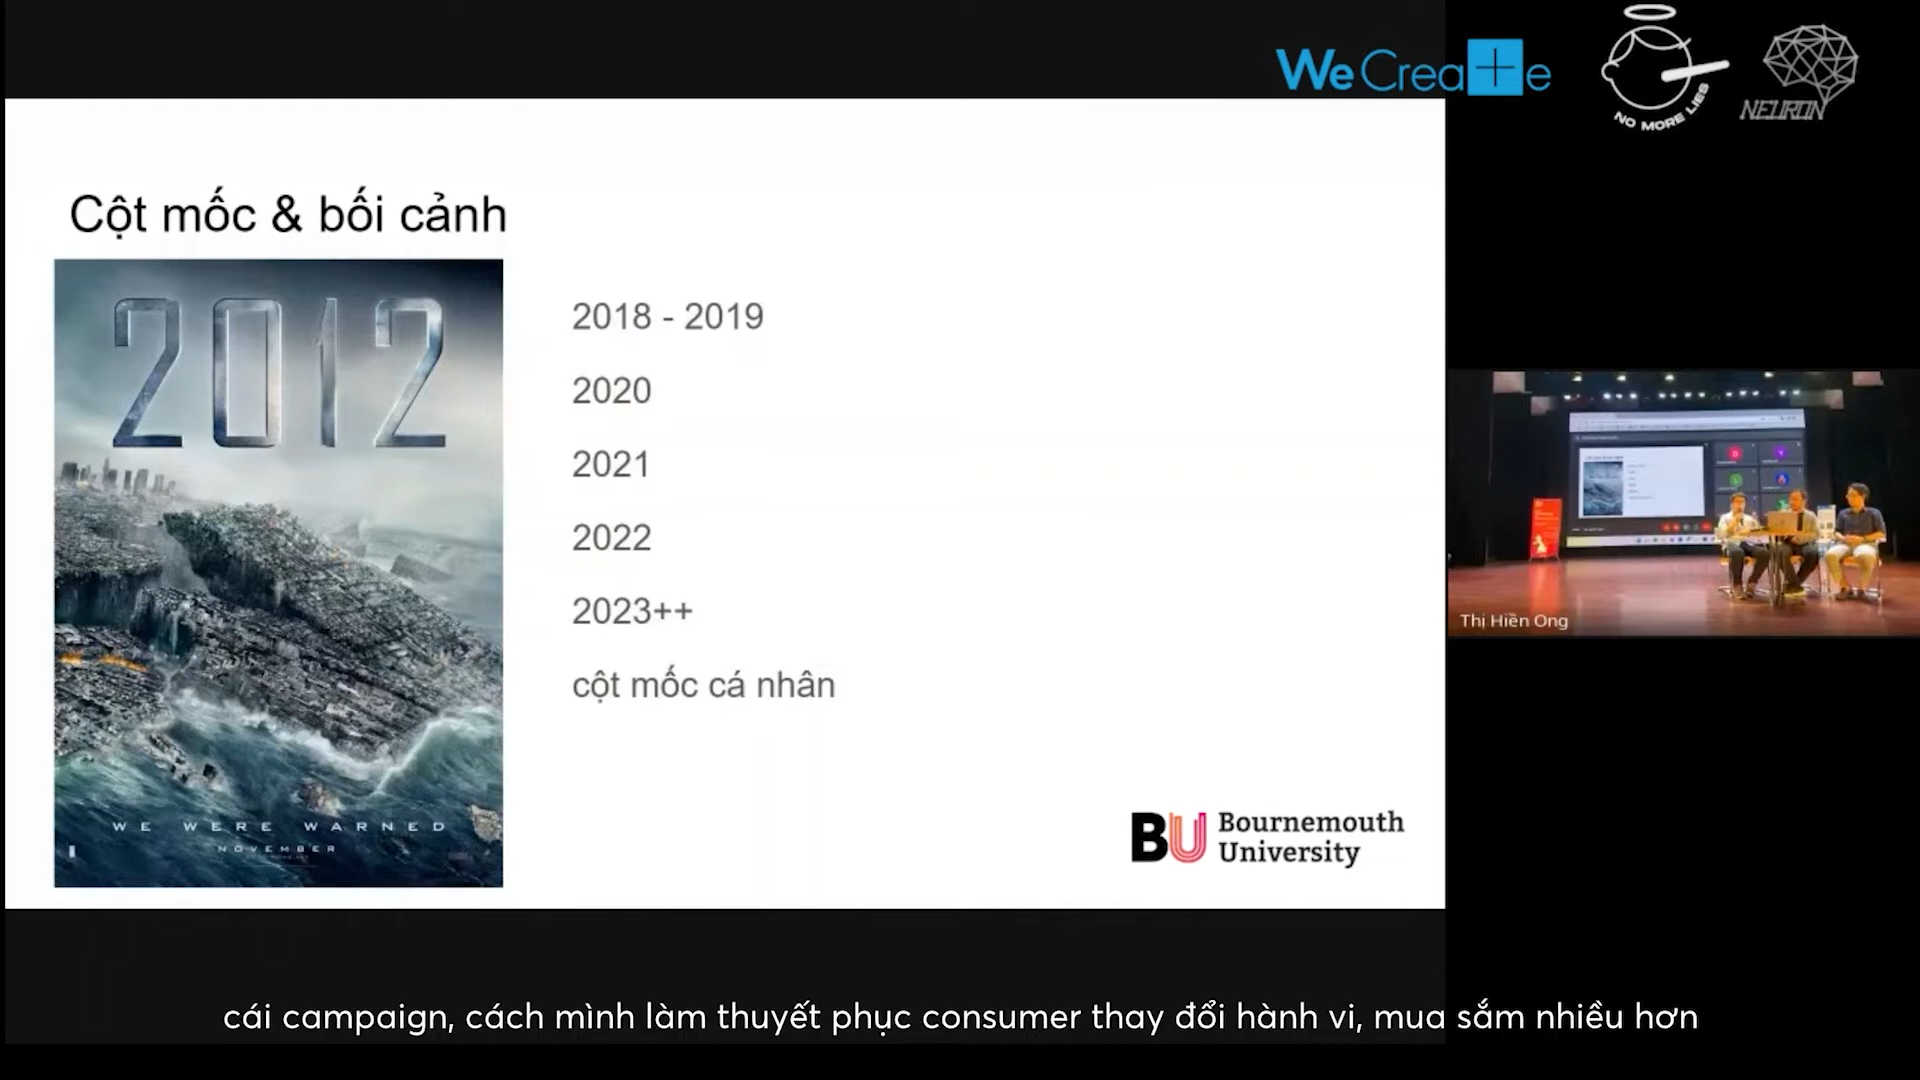 WeCreate
NO MORE LIES
NEURON
Cột mốc & bối cảnh
2012
WE WERE WARNED
NOVEMBER
2018 - 2019
2020
2021
2022
2023++
cột mốc cá nhân
BU Bournemouth
University
Thị Hiền Ong
cái campaign, cách mình làm thuyết phục consumer thay đổi hành vi, mua sắm nhiều hơn